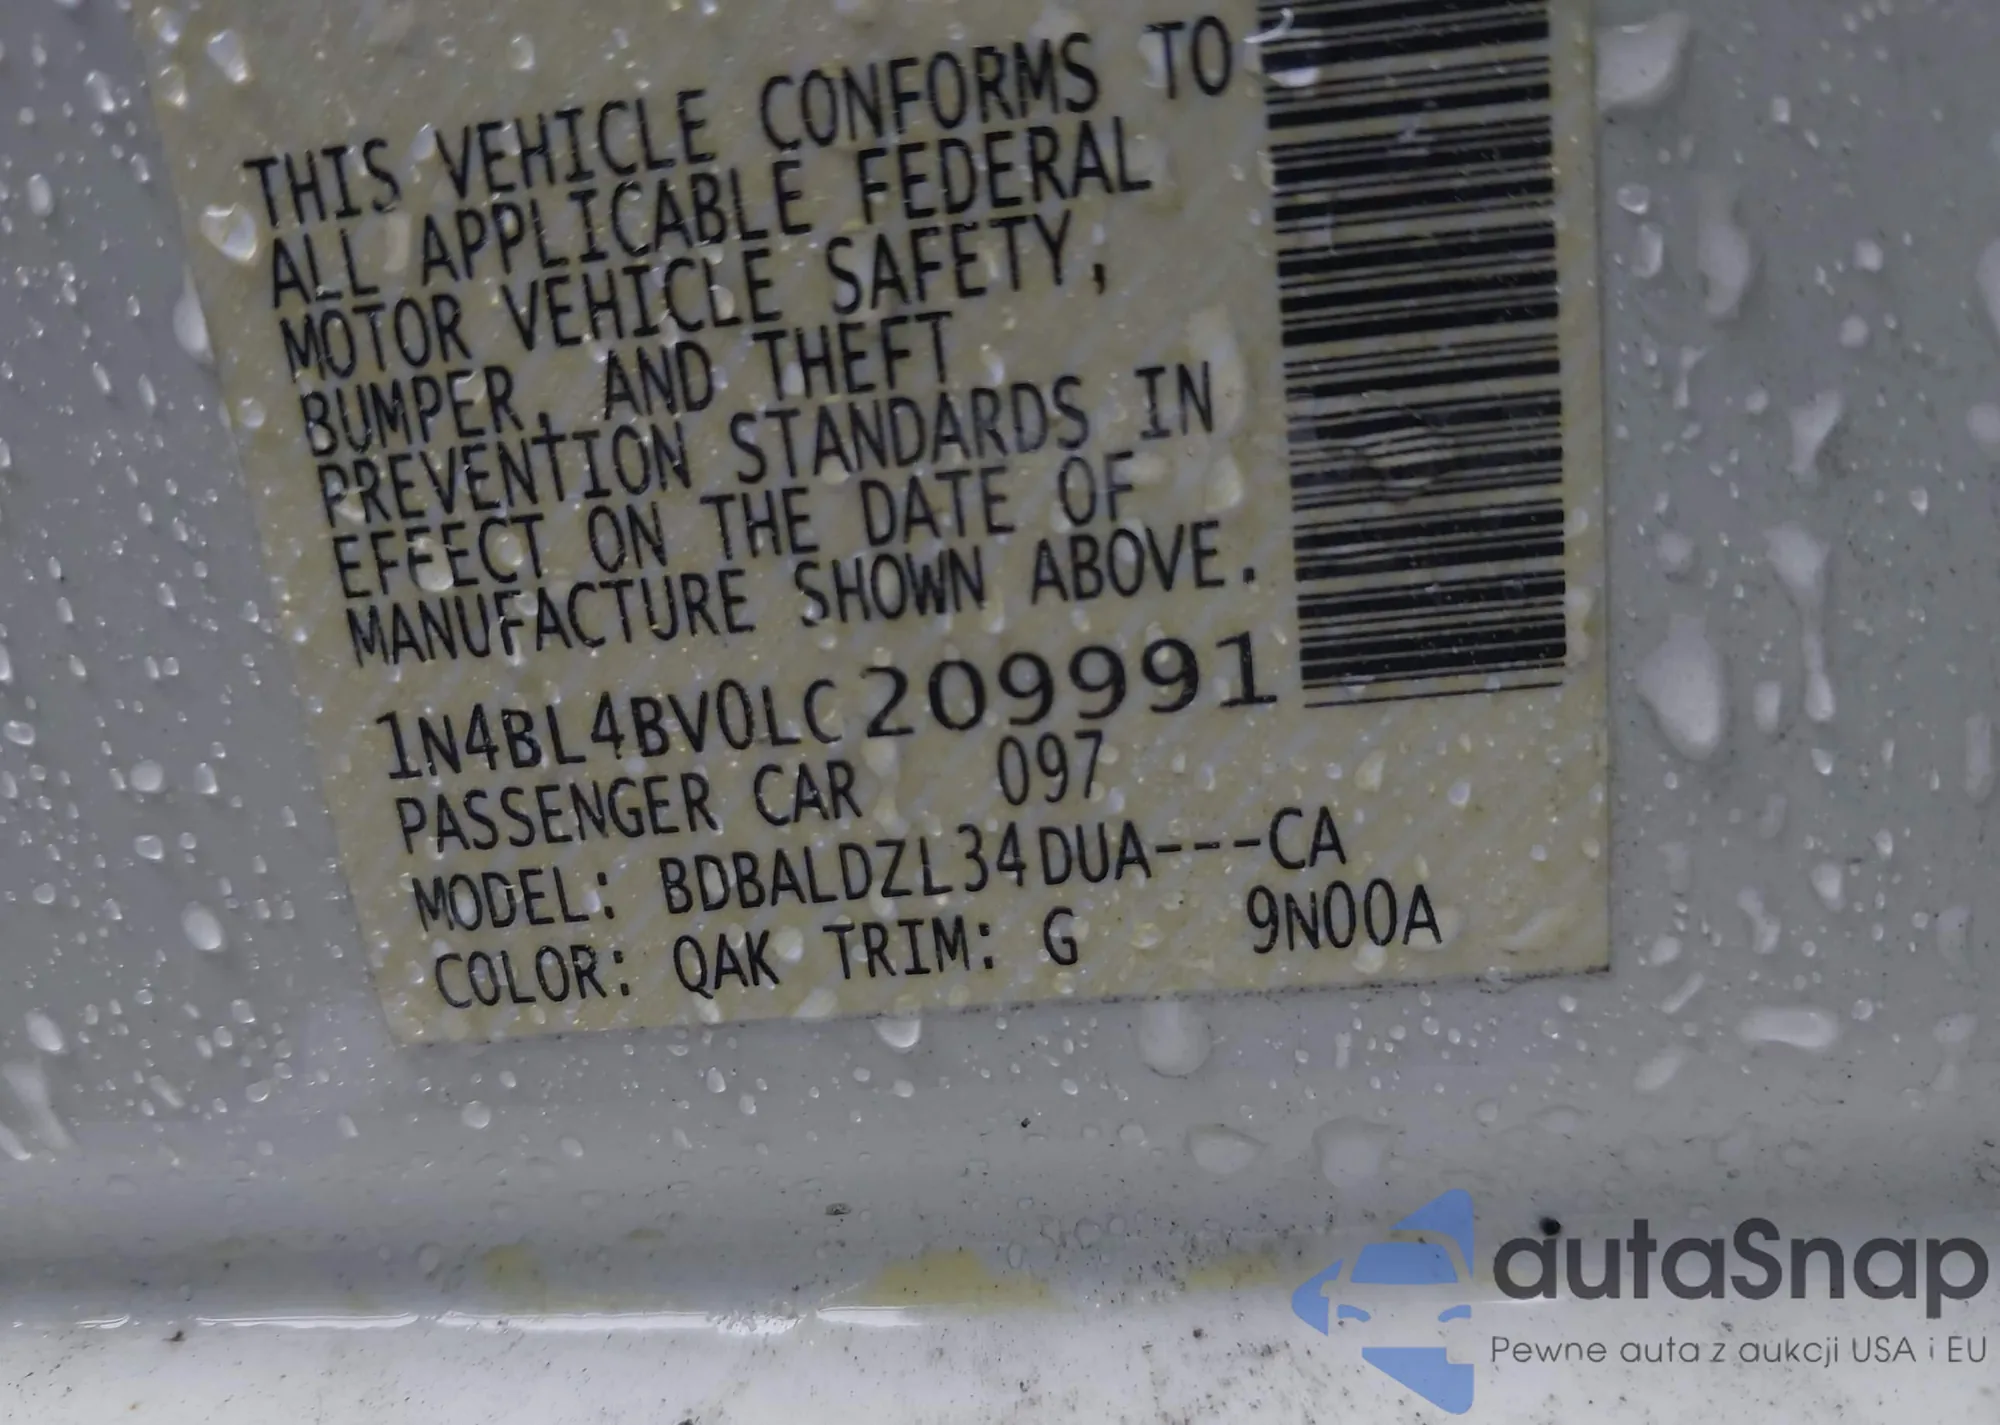 THIS VEHICLE CONFORMS TO
ALL APPLICABLE FEDERAL
MOTOR VEHICLE SAFETY,
BUMPER, AND THEFT
PREVENTION STANDARDS IN
EFFECT ON THE DATE OF
MANUFACTURE SHOWN ABOVE.
1N4BL4BV0LC209991
PASSENGER CAR 097
MODEL: BDBALDZL34DUA---CA
COLOR: QAK TRIM: G 9N00A
autaSnap
Pewne auta z aukcji USA i EU